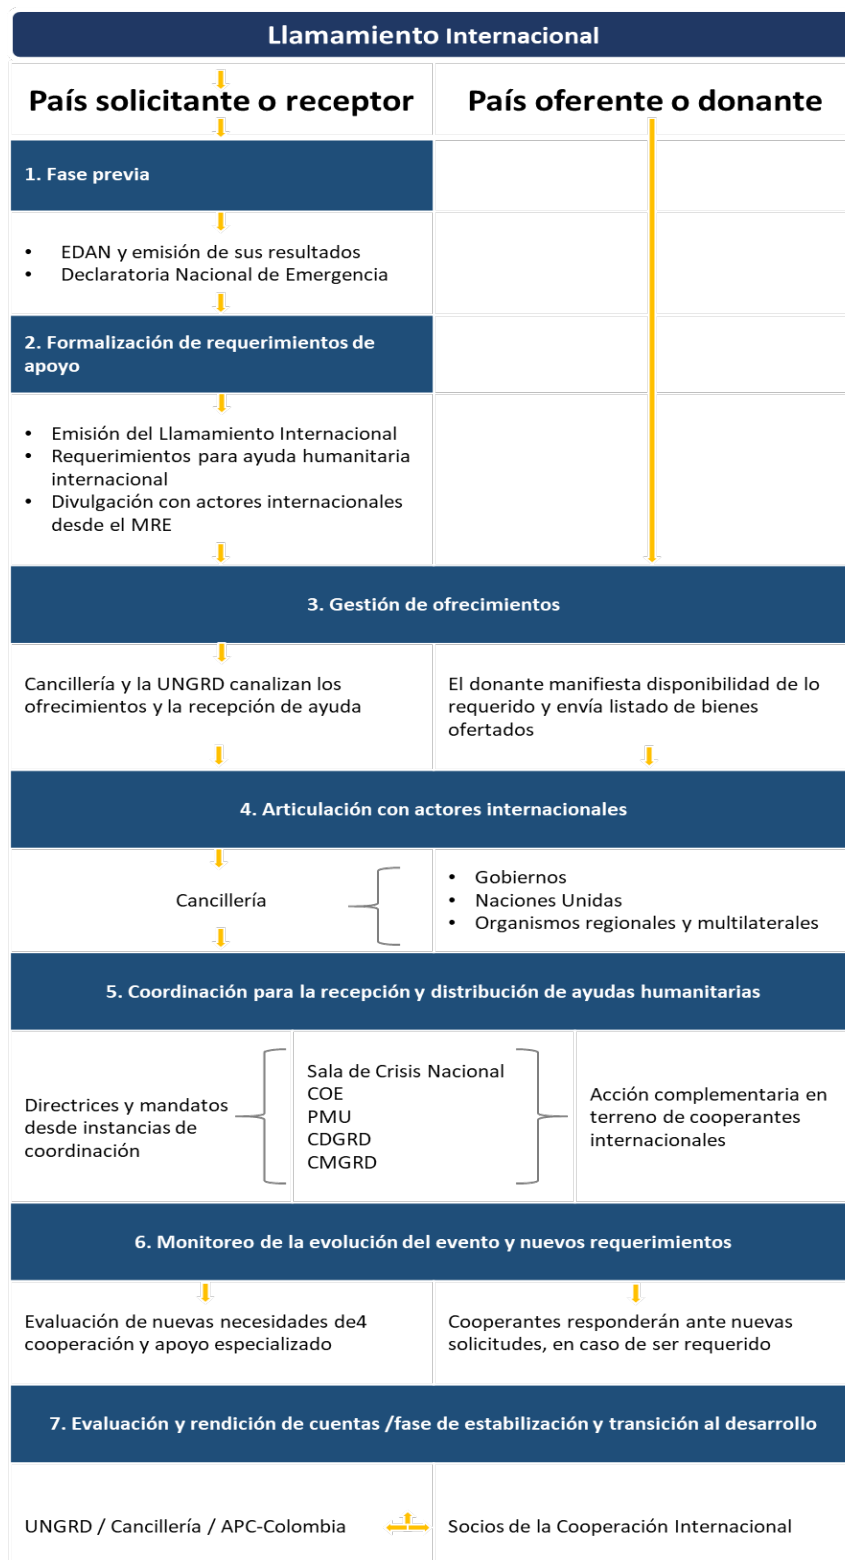 Llamamiento Internacional
País solicitante o receptor
País oferente o donante
1. Fase previa
• EDAN y emisión de sus resultados
• Declaratoria Nacional de Emergencia
2. Formalización de requerimientos de
apoyo
• Emisión del Llamamiento Internacional
• Requerimientos para ayuda humanitaria
internacional
• Divulgación con actores internacionales
desde el MRE
3. Gestión de ofrecimientos
Cancillería y la UNGRD canalizan los
ofrecimientos y la recepción de ayuda
El donante manifiesta disponibilidad de lo
requerido y envía listado de bienes
ofertados
4. Articulación con actores internacionales
Cancillería
• Gobiernos
• Naciones Unidas
• Organismos regionales y multilaterales
5. Coordinación para la recepción y distribución de ayudas humanitarias
Directrices y mandatos
desde instancias de
coordinación
Sala de Crisis Nacional
COE
PMU
CDGRD
CMGRD
Acción complementaria en
terreno de cooperantes
internacionales
6. Monitoreo de la evolución del evento y nuevos requerimientos
Evaluación de nuevas necesidades de4
cooperación y apoyo especializado
Cooperantes responderán ante nuevas
solicitudes, en caso de ser requerido
7. Evaluación y rendición de cuentas /fase de estabilización y transición al desarrollo
UNGRD / Cancillería / APC-Colombia
Socios de la Cooperación Internacional